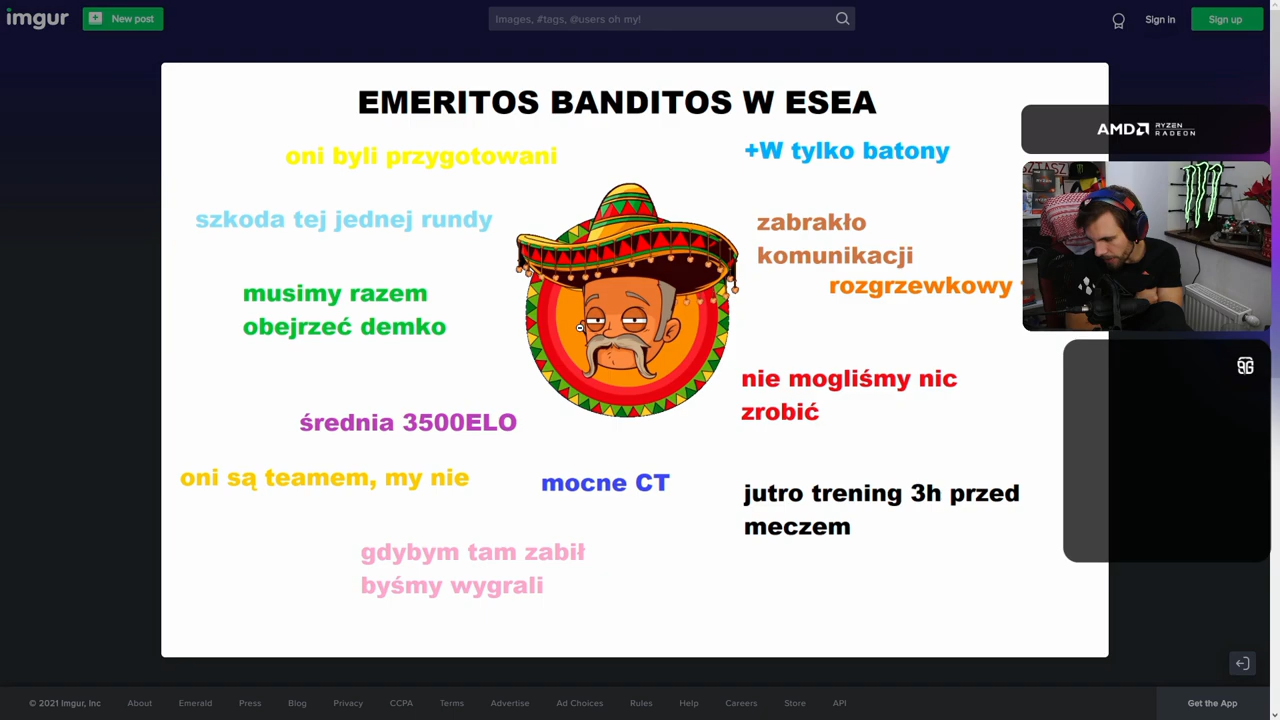 imgur
New post
Images, #tags, @users oh my!
Sign in
Sign up
EMERITOS BANDITOS W ESEA
oni byli przygotowani
+W tylko batony
AMD RYZEN
RADEON
szkoda tej jednej rundy
zabrakło
komunikacji
rozgrzewkowy
musimy razem
obejrzeć demko
nie mogliśmy nic
zrobić
średnia 3500ELO
oni są teamem, my nie
mocne CT
jutro trening 3h przed
meczem
gdybym tam zabił
byśmy wygrali
© 2021 Imgur, Inc
About
Emerald
Press
Blog
Privacy
CCPA
Terms
Advertise
Ad Choices
Rules
Help
Careers
Store
API
Get the App